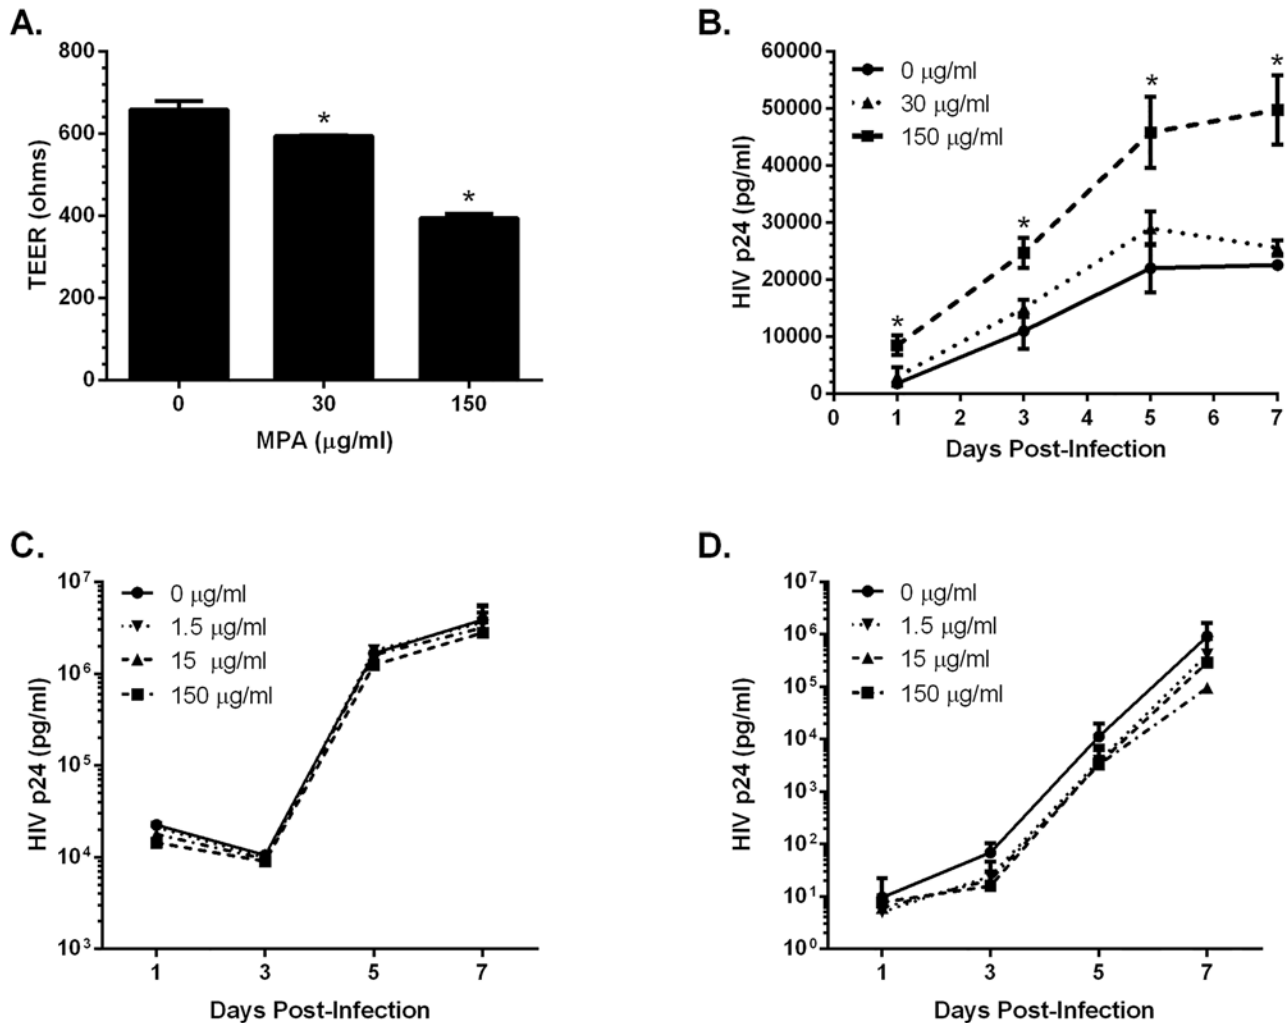 A.
800
600
400
200
0
TEER (ohms)
*
*
0 30 150
MPA (μg/ml)
B.
60000
50000
40000
30000
20000
10000
0
HIV p24 (pg/ml)
0 μg/ml
30 μg/ml
150 μg/ml
*
*
*
*
0 1 2 3 4 5 6 7
Days Post-Infection
C.
10⁷
10⁶
10⁵
10⁴
10³
HIV p24 (pg/ml)
0 μg/ml
1.5 μg/ml
15 μg/ml
150 μg/ml
1 3 5 7
Days Post-Infection
D.
10⁷
10⁶
10⁵
10⁴
10³
10²
10¹
10⁰
HIV p24 (pg/ml)
0 μg/ml
1.5 μg/ml
15 μg/ml
150 μg/ml
1 3 5 7
Days Post-Infection